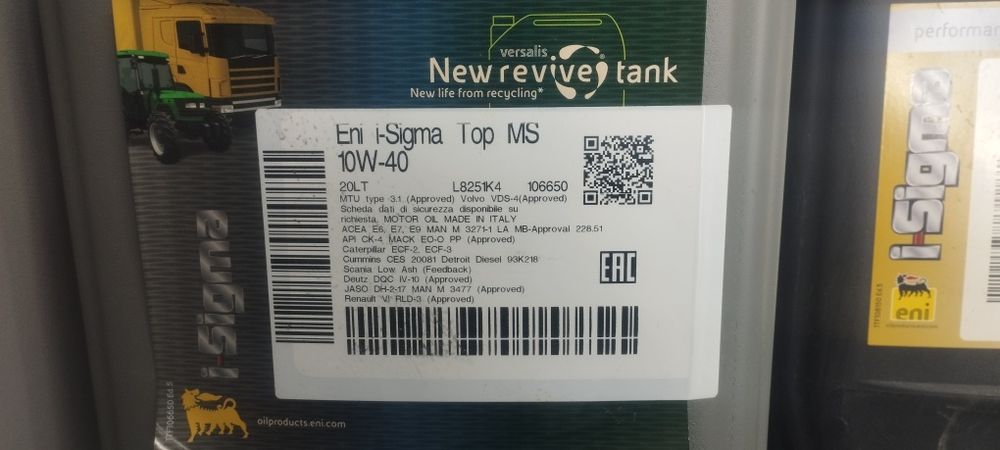 versalis
New revive tank
New life from recycling*
Eni i-Sigma Top MS
10W-40
20LT L8251K4 106650
MTU type 3.1 (Approved) Volvo VDS-4(Approved)
Scheda dati di sicurezza disponibile su
richiesta. MOTOR OIL MADE IN ITALY
ACEA E6, E7, E9 MAN M 3271-1 LA MB-Approval 228.51
API CK-4 MACK EO-O PP (Approved)
Caterpillar ECF-2, ECF-3
Cummins CES 20081 Detroit Diesel 93K218
Scania Low Ash (Feedback)
Deutz DQC IV-10 (Approved)
JASO DH-2-17 MAN M 3477 (Approved)
Renault VI RLD-3 (Approved)
EAC
i-Sigma
oilproducts.eni.com
performa
i-Sigma
eni
oilproducts.eni.com